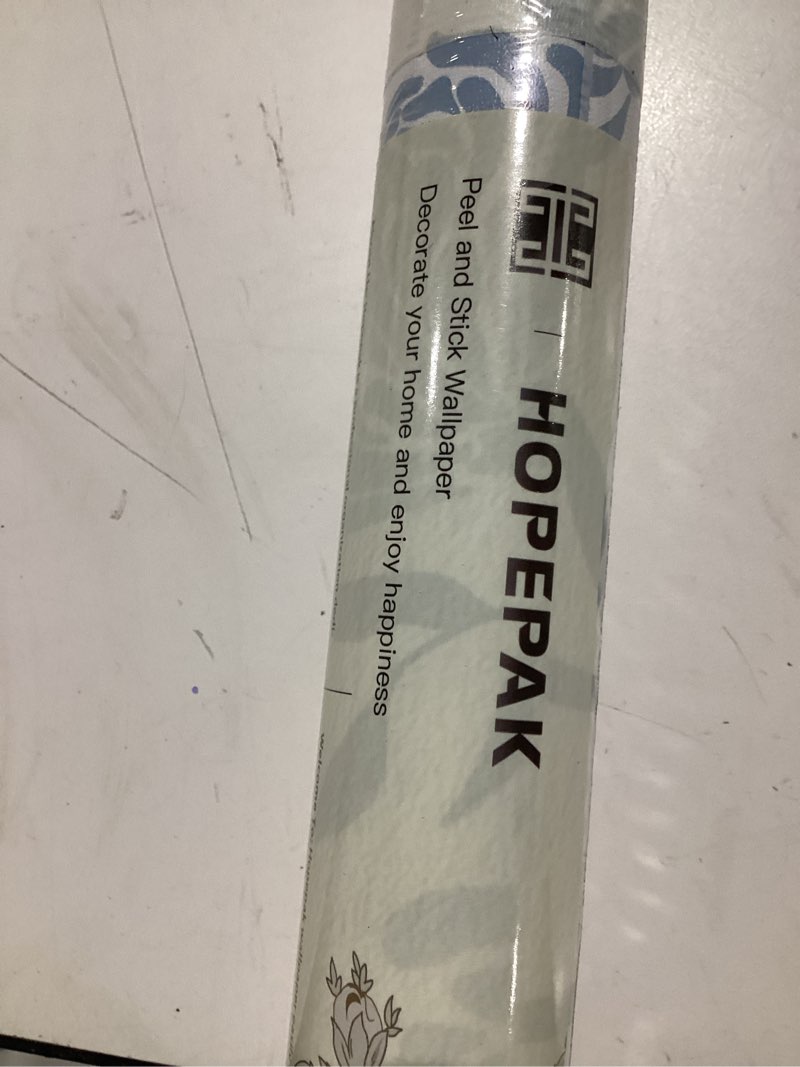 HOPEPAK
Peel and Stick Wallpaper
Decorate your home and enjoy happiness